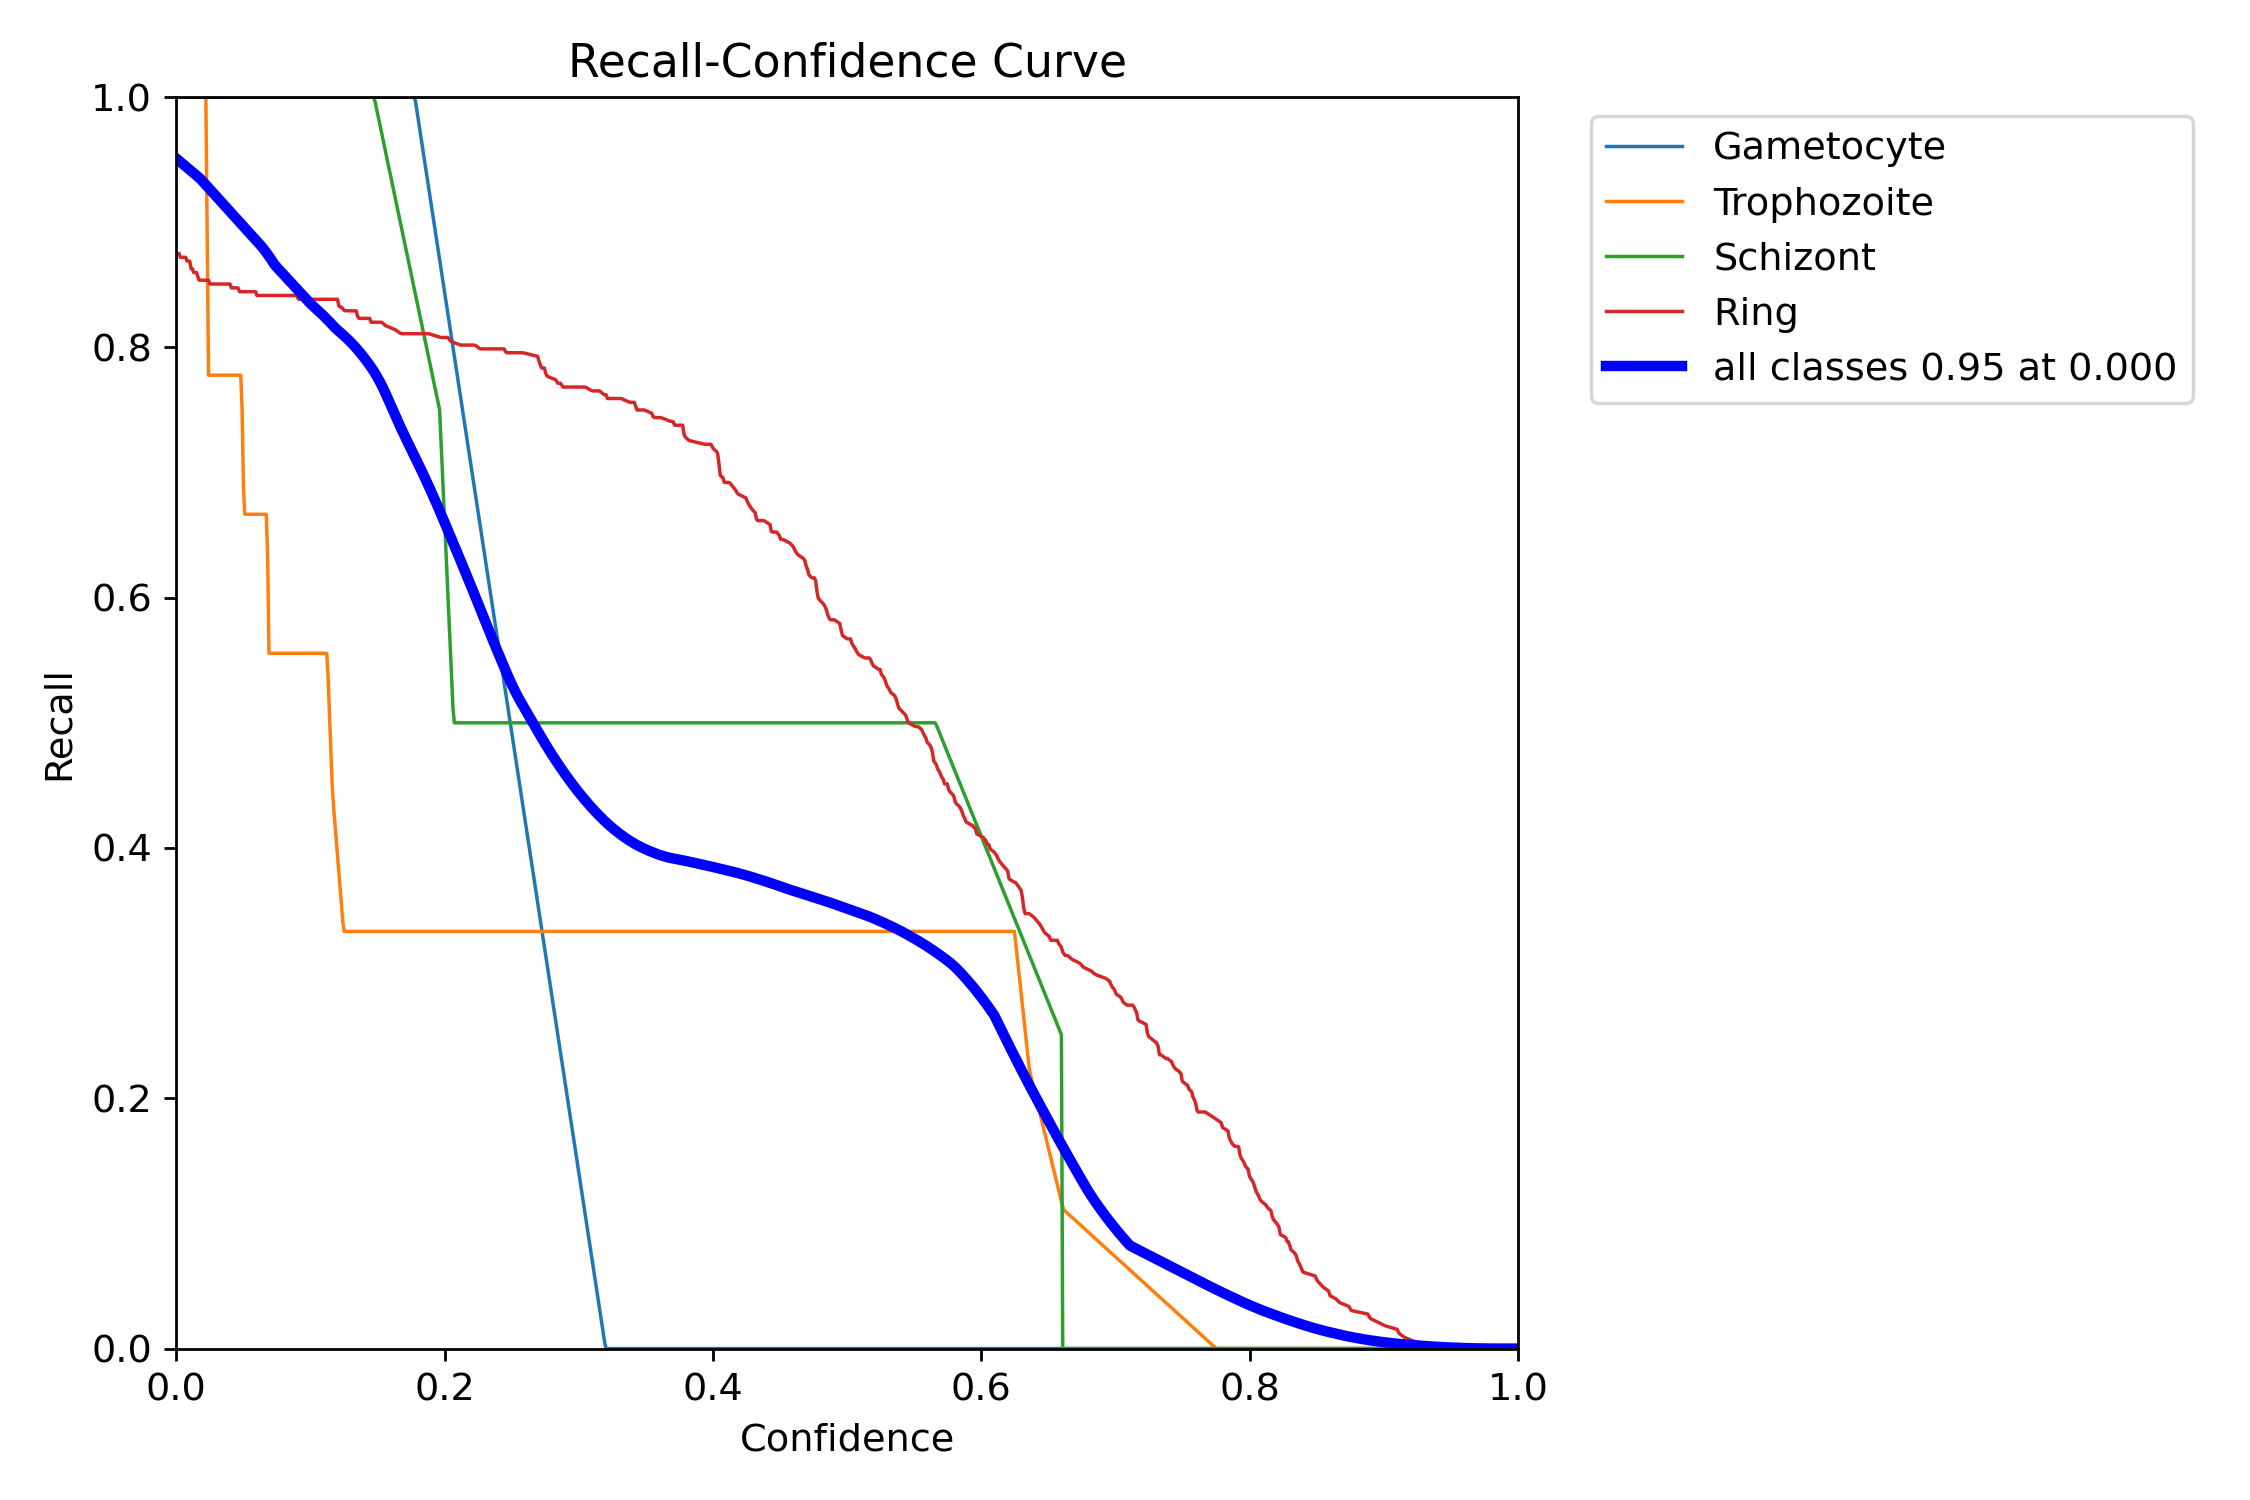 Recall-Confidence Curve
1.0
0.8
0.6
0.4
0.2
0.0
Recall
0.0 0.2 0.4 0.6 0.8 1.0
Confidence
Gametocyte
Trophozoite
Schizont
Ring
all classes 0.95 at 0.000